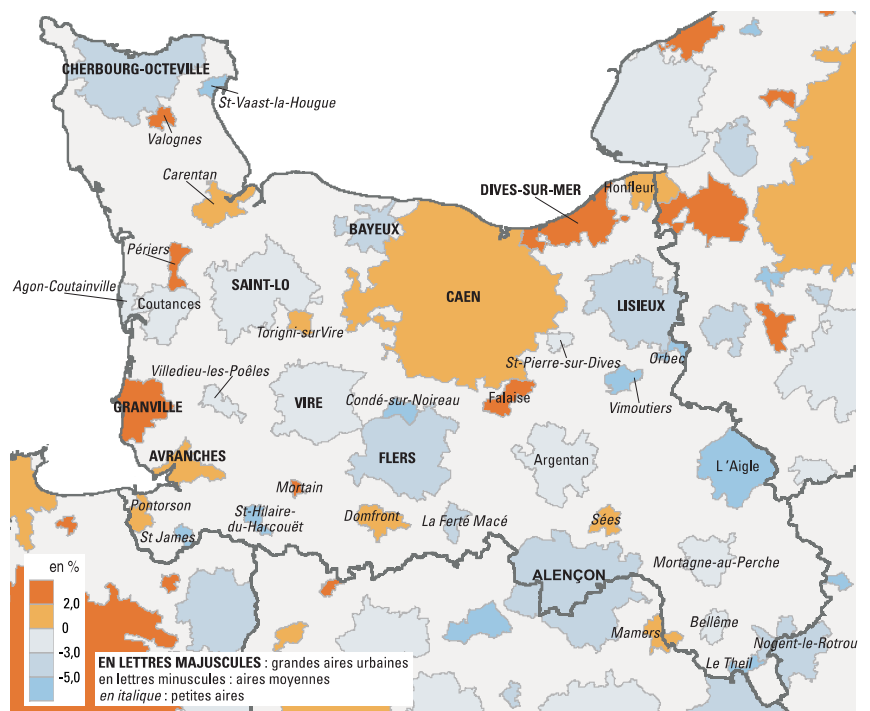 CHERBOURG-OCTEVILLE
St-Vaast-la-Hougue
Valognes
Carentan
DIVES-SUR-MER
Honfleur
BAYEUX
Périers
Agon-Coutainville
Coutances
SAINT-LO
CAEN
LISIEUX
Torigni-surVire
St-Pierre-sur-Dives
Orbec
Villedieu-les-Poêles
Condé-sur-Noireau
Vimoutiers
GRANVILLE
VIRE
Falaise
AVRANCHES
FLERS
Argentan
L'Aigle
Mortain
Pontorson
St-Hilaire-
du-Harcouët
Domfront
La Ferté Macé
Sées
St James
Mortagne-au-Perche
ALENÇON
Bellême
Mamers
Nogent-le-Rotrou
Le Theil
en %
2,0
0
-3,0
-5,0
EN LETTRES MAJUSCULES : grandes aires urbaines
en lettres minuscules : aires moyennes
en italique : petites aires